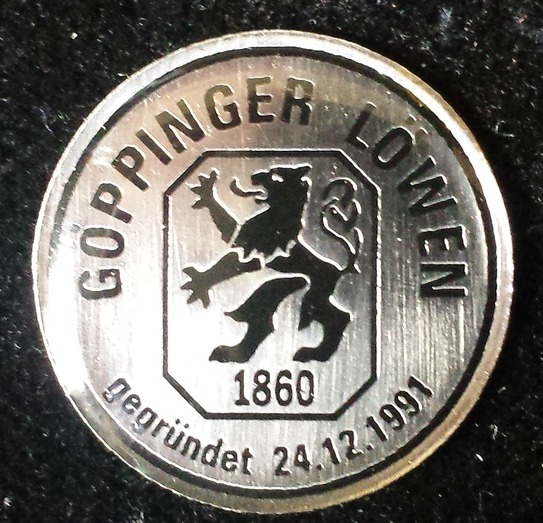 GÖPPINGER LÖWEN
1860
gegründet 24.12.1991